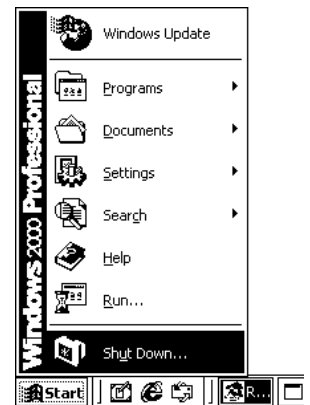 Windows Update
Programs
Documents
Settings
Search
Help
Run...
Shut Down...
Windows 2000 Professional
Start
R...